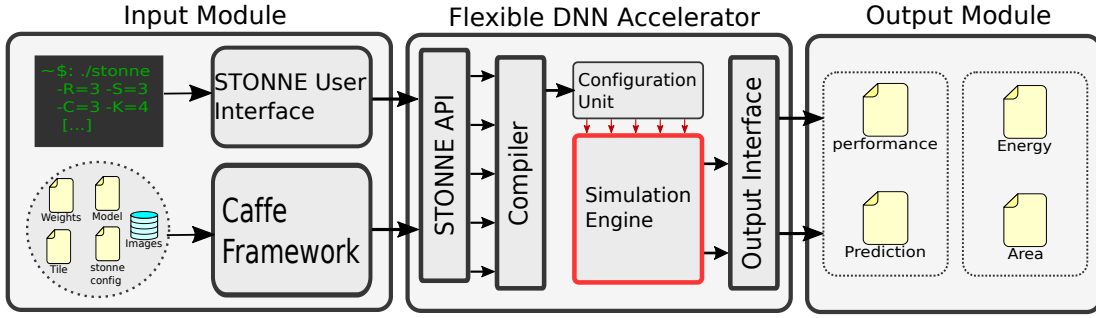 Input Module
Flexible DNN Accelerator
Output Module
~$: ./stonne
-R=3 -S=3
-C=3 -K=4
[...]
STONNE User
Interface
Weights
Model
Images
Tile
stonne
config
Caffe
Framework
STONNE API
Compiler
Configuration
Unit
Simulation
Engine
Output Interface
performance
Energy
Prediction
Area